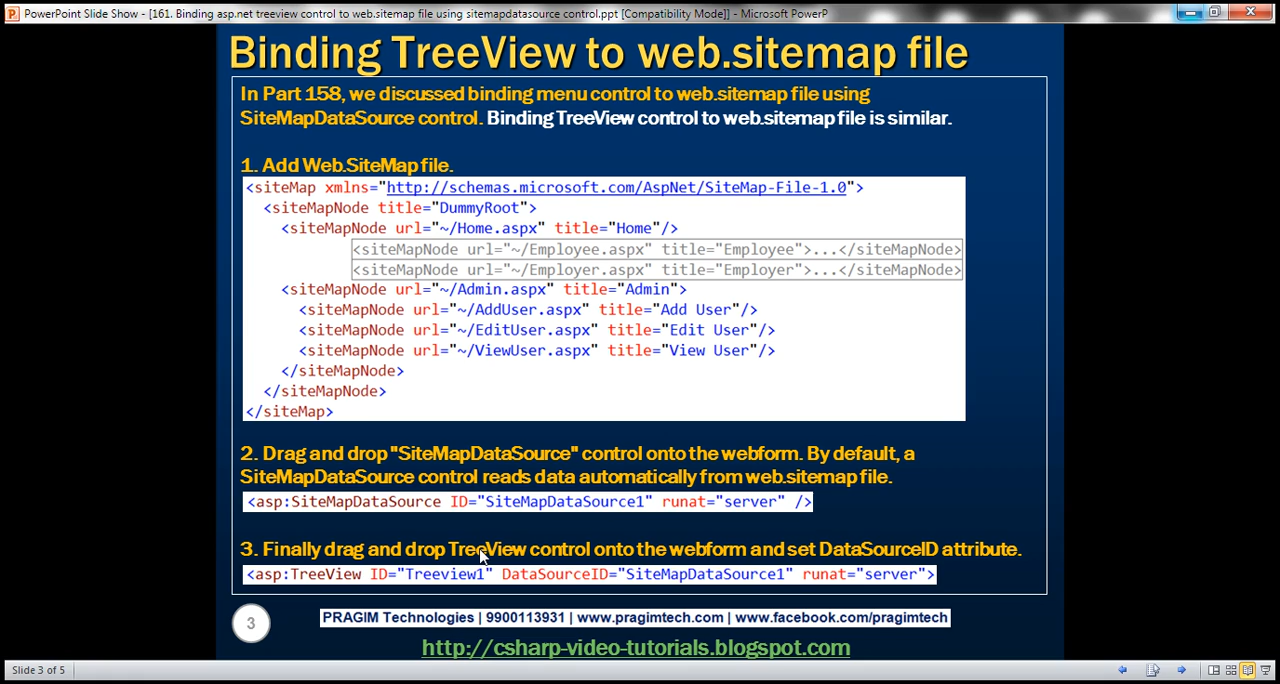 PowerPoint Slide Show - [161. Binding asp.net treeview control to web.sitemap file using sitemapdatasource control.ppt [Compatibility Mode]] - Microsoft PowerP
Binding TreeView to web.sitemap file
In Part 158, we discussed binding menu control to web.sitemap file using
SiteMapDataSource control. Binding TreeView control to web.sitemap file is similar.
1. Add Web.SiteMap file.
<siteMap xmlns="http://schemas.microsoft.com/AspNet/SiteMap-File-1.0">
<siteMapNode title="DummyRoot">
<siteMapNode url="~/Home.aspx" title="Home"/>
<siteMapNode url="~/Employee.aspx" title="Employee">...</siteMapNode>
<siteMapNode url="~/Employer.aspx" title="Employer">...</siteMapNode>
<siteMapNode url="~/Admin.aspx" title="Admin">
<siteMapNode url="~/AddUser.aspx" title="Add User"/>
<siteMapNode url="~/EditUser.aspx" title="Edit User"/>
<siteMapNode url="~/ViewUser.aspx" title="View User"/>
</siteMapNode>
</siteMapNode>
</siteMap>
2. Drag and drop "SiteMapDataSource" control onto the webform. By default, a
SiteMapDataSource control reads data automatically from web.sitemap file.
<asp:SiteMapDataSource ID="SiteMapDataSource1" runat="server" />
3. Finally drag and drop TreeView control onto the webform and set DataSourceID attribute.
<asp:TreeView ID="Treeview1" DataSourceID="SiteMapDataSource1" runat="server">
3
PRAGIM Technologies | 9900113931 | www.pragimtech.com | www.facebook.com/pragimtech
http://csharp-video-tutorials.blogspot.com
Slide 3 of 5